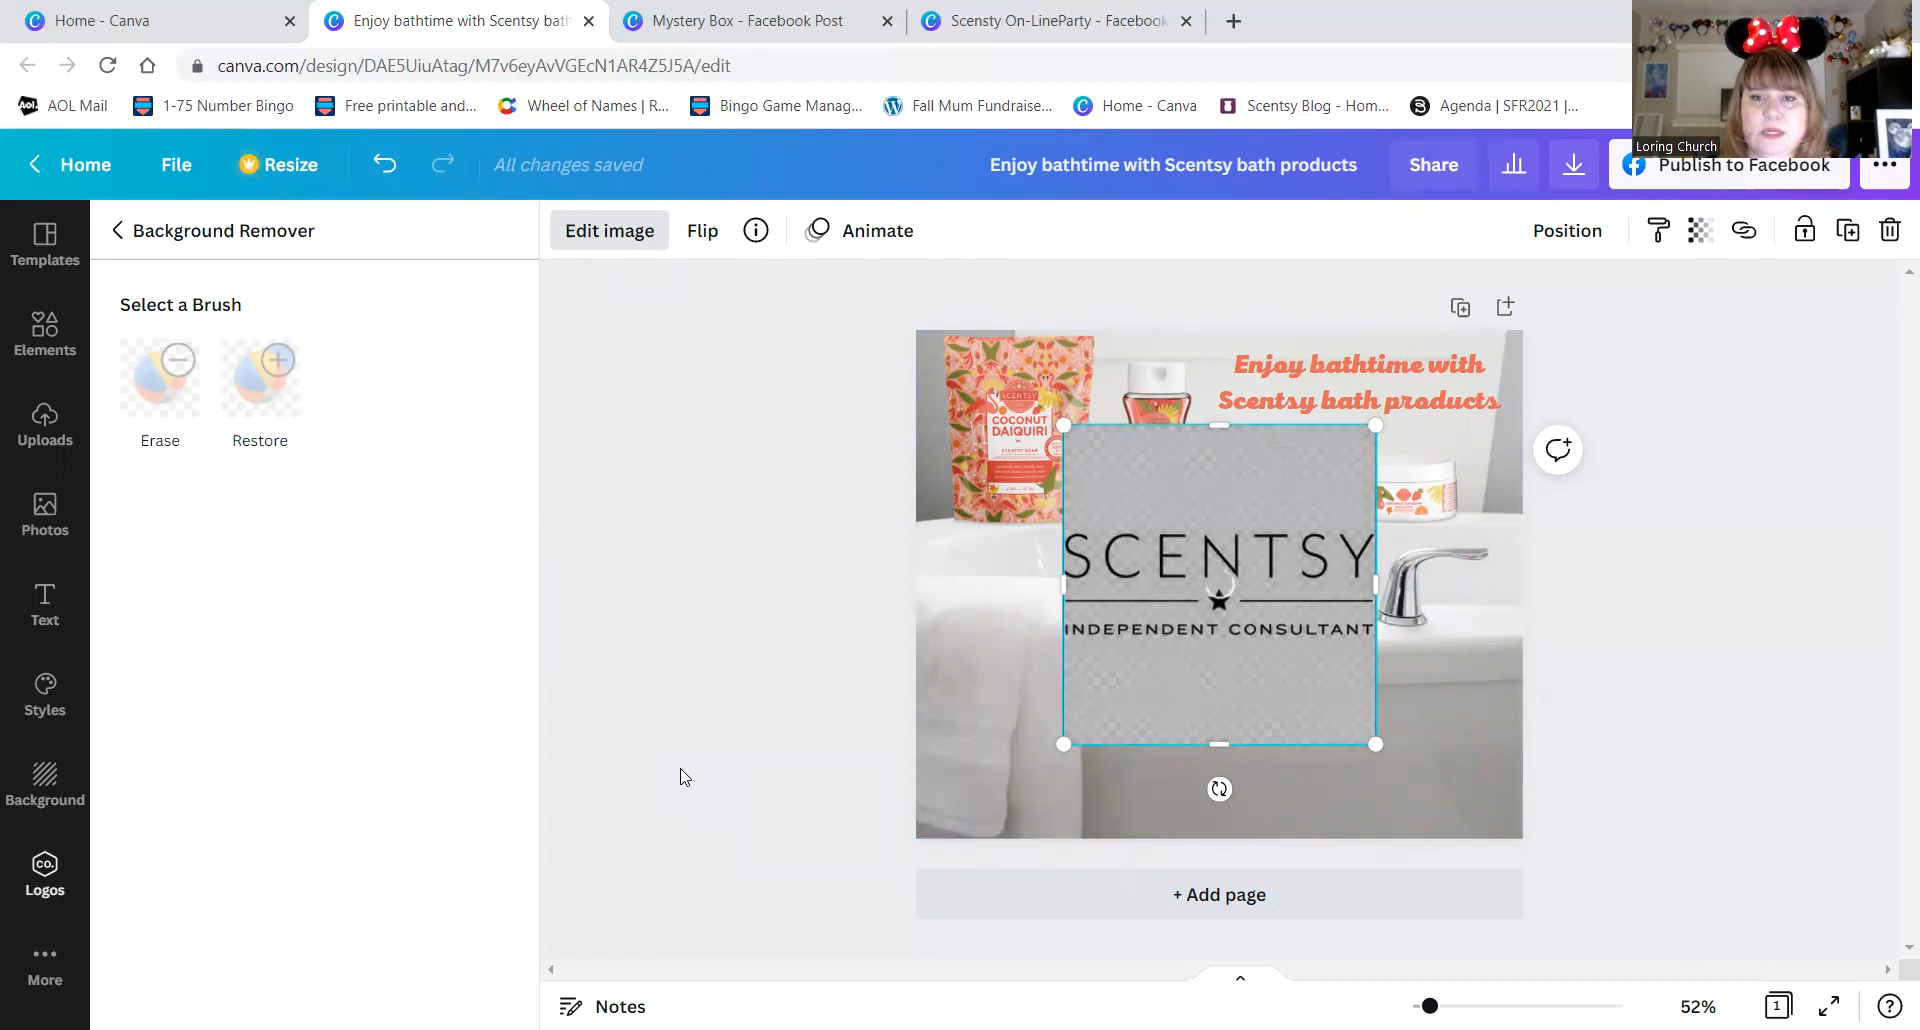 Home - Canva
Enjoy bathtime with Scentsy bath
Mystery Box - Facebook Post
Scensty On-LineParty - Facebook
canva.com/design/DAE5UiuAtag/M7v6eyAvVGEcN1AR4Z5J5A/edit
Aol.
AOL Mail
1-75 Number Bingo
Free printable and...
Wheel of Names | R...
Bingo Game Manag...
Fall Mum Fundraise...
Home - Canva
Scentsy Blog - Hom...
Agenda | SFR2021 |...
Loring Church
Home
File
Resize
All changes saved
Enjoy bathtime with Scentsy bath products
Share
Publish to Facebook
Templates
Elements
Uploads
Photos
Text
Styles
Background
CO.
Logos
More
Background Remover
Select a Brush
Erase
Restore
Edit image
Flip
Animate
Position
Enjoy bathtime with
Scentsy bath products
SCENTSY
COCONUT
DAIQUIRI
SCENTSY
INDEPENDENT CONSULTANT
+ Add page
Notes
52%
1